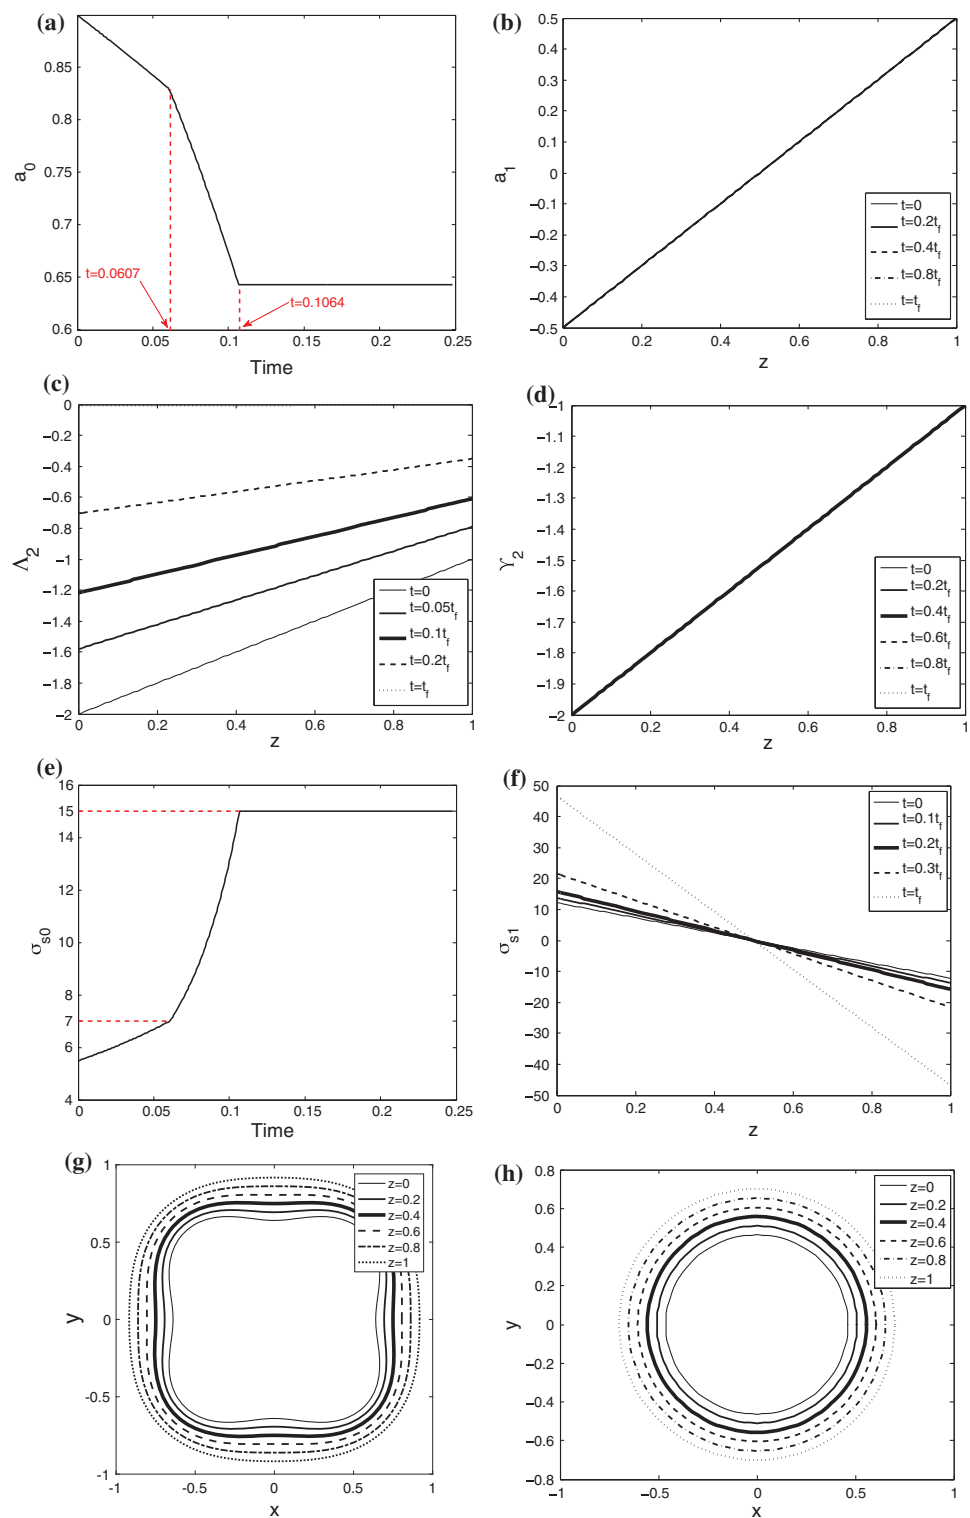 (a)
0.85
0.8
0.75
0.7
0.65
0.6
a0
t=0.0607
t=0.1064
0 0.05 0.1 0.15 0.2 0.25
Time
(b)
0.5
0.4
0.3
0.2
0.1
0
−0.1
−0.2
−0.3
−0.4
−0.5
a1
t=0
t=0.2tf
t=0.4tf
t=0.8tf
t=tf
0 0.2 0.4 0.6 0.8 1
z
(c)
0
−0.2
−0.4
−0.6
−0.8
−1
−1.2
−1.4
−1.6
−1.8
−2
Λ2
t=0
t=0.05tf
t=0.1tf
t=0.2tf
t=tf
0 0.2 0.4 0.6 0.8 1
z
(d)
−1
−1.1
−1.2
−1.3
−1.4
−1.5
−1.6
−1.7
−1.8
−1.9
−2
ϒ2
t=0
t=0.2tf
t=0.4tf
t=0.6tf
t=0.8tf
t=tf
0 0.2 0.4 0.6 0.8 1
z
(e)
16
15
14
12
10
8
7
6
4
σs0
0 0.05 0.1 0.15 0.2 0.25
Time
(f)
50
40
30
20
10
0
−10
−20
−30
−40
−50
σs1
t=0
t=0.1tf
t=0.2tf
t=0.3tf
t=tf
0 0.2 0.4 0.6 0.8 1
z
(g)
1
0.5
0
-0.5
-1
y
z=0
z=0.2
z=0.4
z=0.6
z=0.8
z=1
-1 -0.5 0 0.5 1
x
(h)
0.8
0.6
0.4
0.2
0
−0.2
−0.4
−0.6
−0.8
y
z=0
z=0.2
z=0.4
z=0.6
z=0.8
z=1
−1 −0.5 0 0.5 1
x